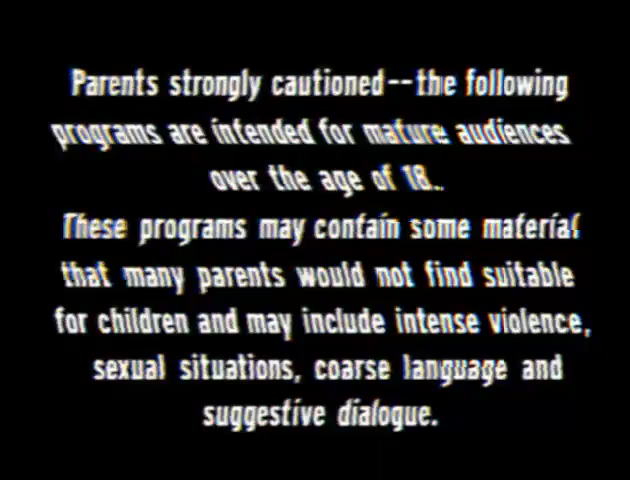 Parents strongly cautioned--the following
programs are intended for mature audiences
over the age of 18..
These programs may contain some material
that many parents would not find suitable
for children and may include intense violence,
sexual situations, coarse language and
suggestive dialogue.